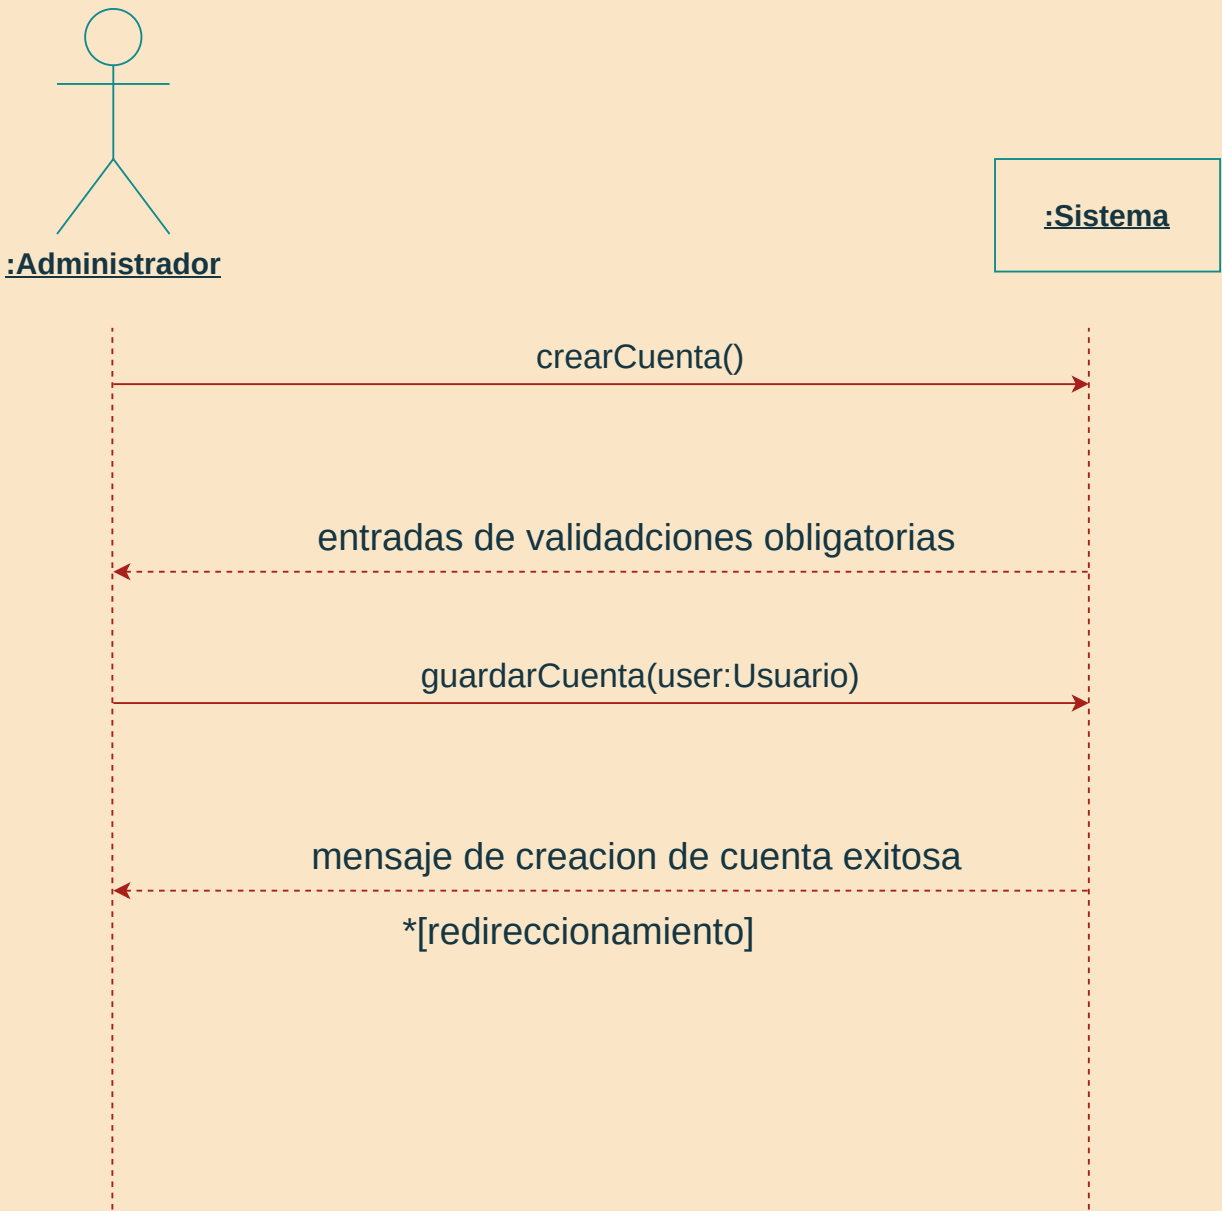 :Administrador
:Sistema
crearCuenta()
entradas de validadciones obligatorias
guardarCuenta(user:Usuario)
mensaje de creacion de cuenta exitosa
*[redireccionamiento]